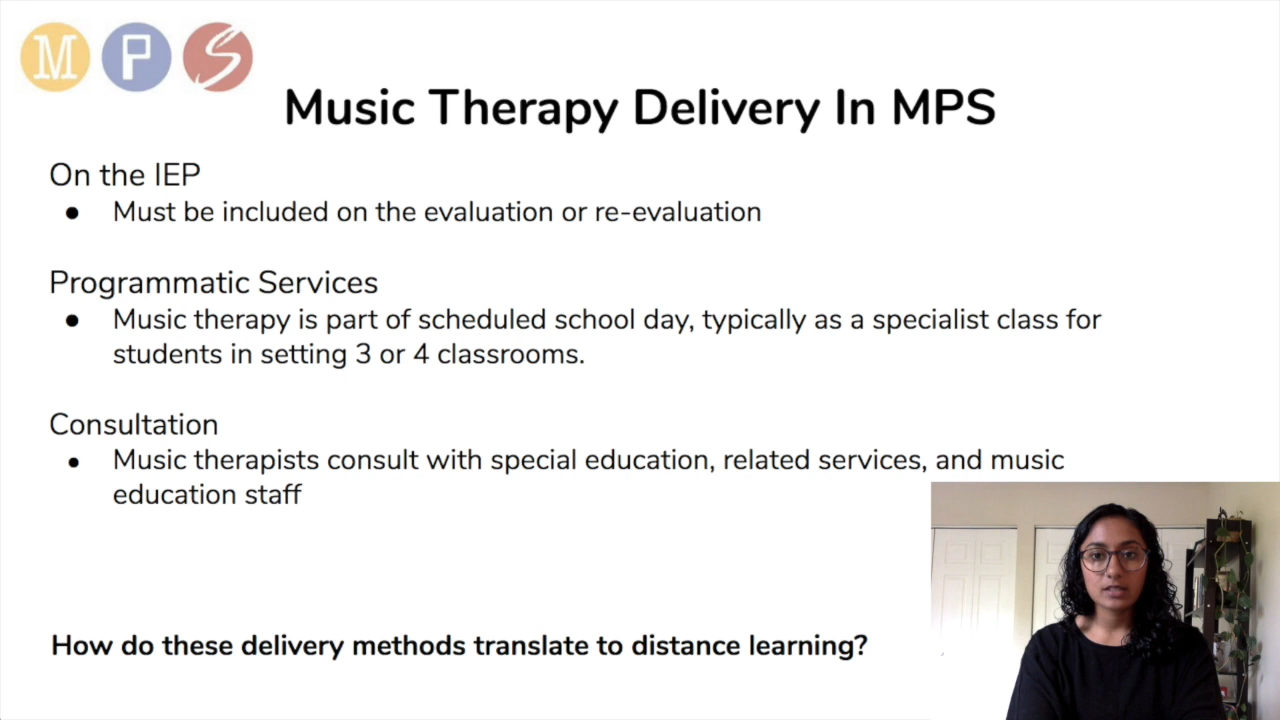 M P S
Music Therapy Delivery In MPS
On the IEP
● Must be included on the evaluation or re-evaluation
Programmatic Services
● Music therapy is part of scheduled school day, typically as a specialist class for
students in setting 3 or 4 classrooms.
Consultation
● Music therapists consult with special education, related services, and music
education staff
How do these delivery methods translate to distance learning?